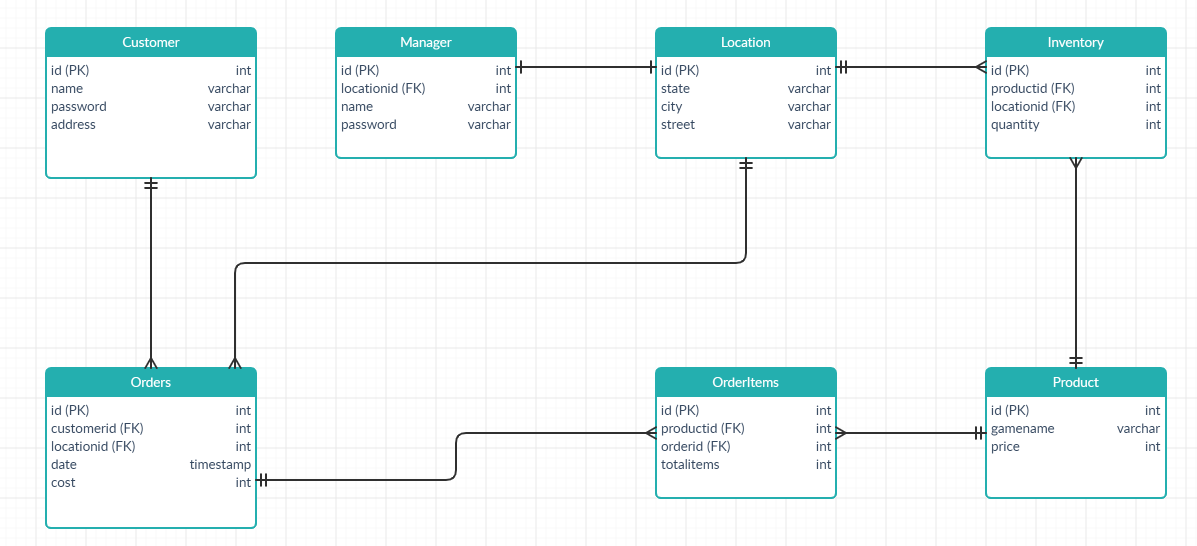 Customer
id (PK) int
name varchar
password varchar
address varchar
Manager
id (PK) int
locationid (FK) int
name varchar
password varchar
Location
id (PK) int
state varchar
city varchar
street varchar
Inventory
id (PK) int
productid (FK) int
locationid (FK) int
quantity int
Orders
id (PK) int
customerid (FK) int
locationid (FK) int
date timestamp
cost int
OrderItems
id (PK) int
productid (FK) int
orderid (FK) int
totalitems int
Product
id (PK) int
gamename varchar
price int